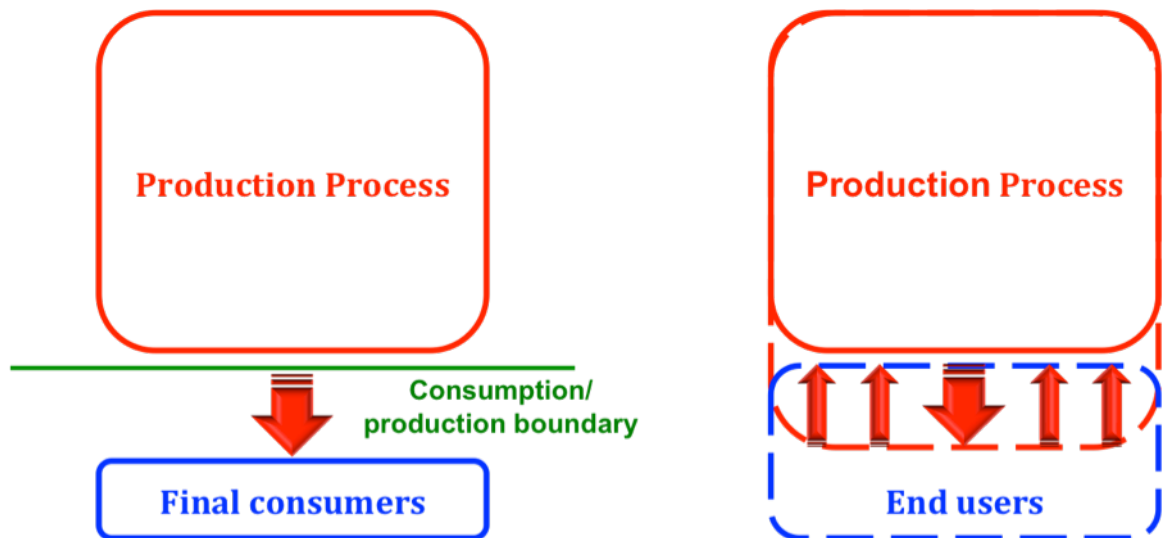 Production Process
Production Process
Consumption/
production boundary
Final consumers
End users